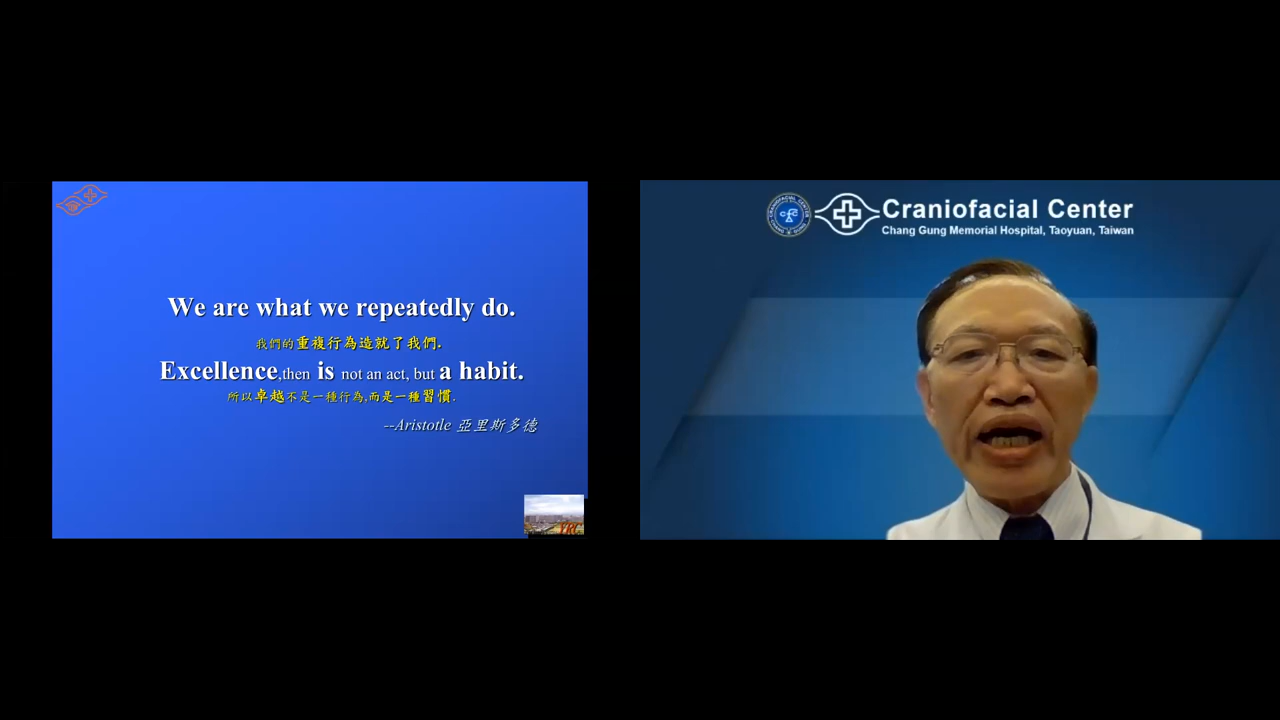 We are what we repeatedly do.
我們的重複行為造就了我們.
Excellence,then is not an act, but a habit.
所以卓越不是一種行為,而是一種習慣.
--Aristotle 亞里斯多德
YRC
Craniofacial Center
Chang Gung Memorial Hospital, Taoyuan, Taiwan